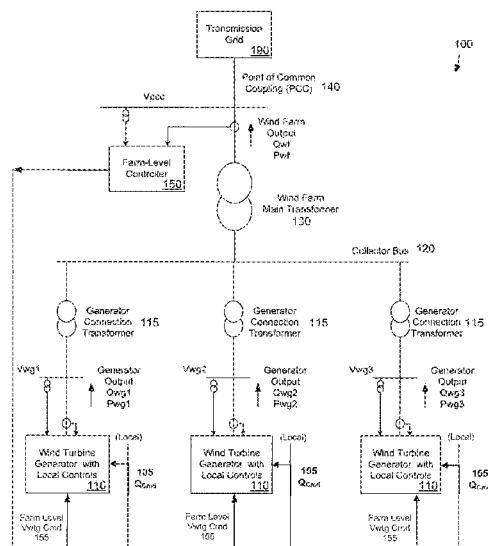 Transmission
Grid
190
100
Point of Common
Coupling (PCC)
140
Vpcc
Wind Farm
Output
Qwf
Pwf
Farm-Level
Controller
150
Wind Farm
Main Transformer
130
Collector Bus
120
Generator
Connection
Transformer
115
Generator
Connection
Transformer
115
Generator
Connection
Transformer
115
Vwg1
Generator
Output
Qwg1
Pwg1
Vwg2
Generator
Output
Qwg2
Pwg2
Vwg3
Generator
Output
Qwg3
Pwg3
(Local)
(Local)
(Local)
Wind Turbine
Generator with
Local Controls
110
Wind Turbine
Generator with
Local Controls
110
Wind Turbine
Generator with
Local Controls
110
Farm Level
Vwtg Cmd
155
Farm Level
Vwtg Cmd
Farm Level
Vwtg Cmd
155